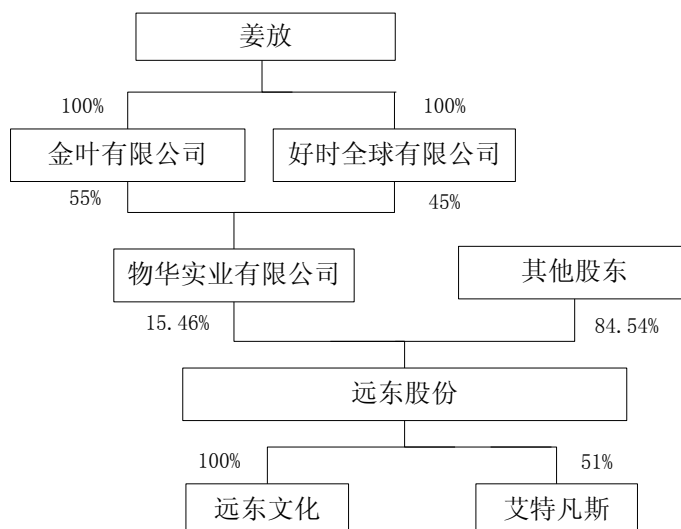 姜放
100%
100%
金叶有限公司
好时全球有限公司
55%
45%
物华实业有限公司
其他股东
15.46%
84.54%
远东股份
100%
51%
远东文化
艾特凡斯